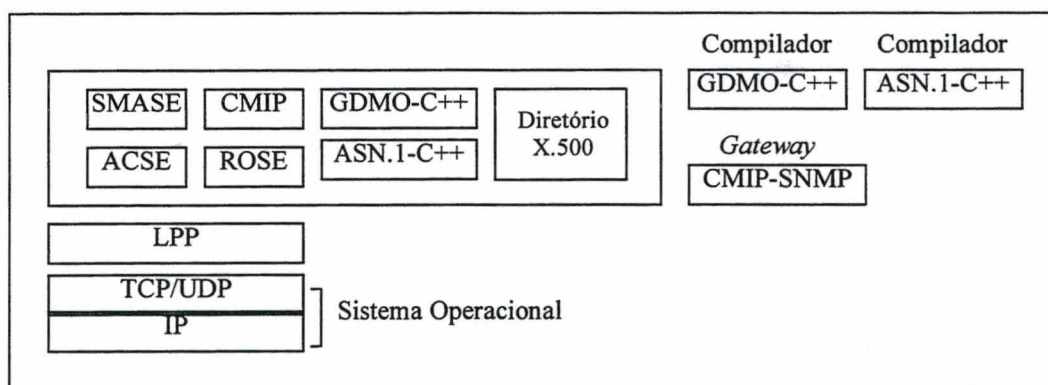 Compilador Compilador
GDMO-C++ ASN.1-C++
SMASE CMIP GDMO-C++
Diretório
X.500
ACSE ROSE ASN.1-C++
Gateway
CMIP-SNMP
LPP
TCP/UDP
IP
Sistema Operacional